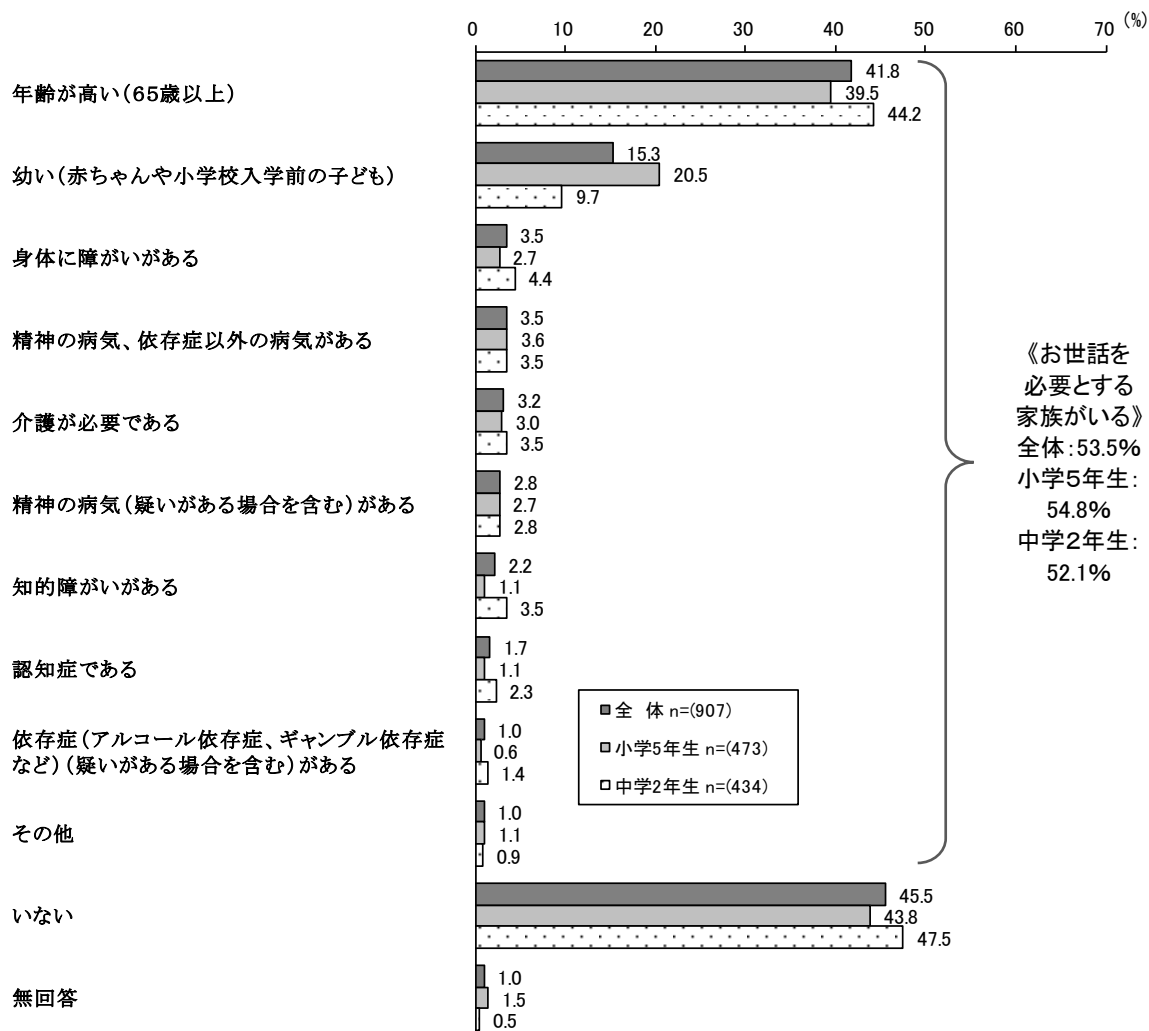 0 10 20 30 40 50 60 70 (%)
年齢が高い(65歳以上)
41.8
39.5
44.2
幼い(赤ちゃんや小学校入学前の子ども)
15.3
20.5
9.7
身体に障がいがある
3.5
2.7
4.4
精神の病気、依存症以外の病気がある
3.5
3.6
3.5
介護が必要である
3.2
3.0
3.5
精神の病気(疑いがある場合を含む)がある
2.8
2.7
2.8
知的障がいがある
2.2
1.1
3.5
認知症である
1.7
1.1
2.3
依存症(アルコール依存症、ギャンブル依存症
など)(疑いがある場合を含む)がある
1.0
0.6
1.4
その他
1.0
1.1
0.9
いない
45.5
43.8
47.5
無回答
1.0
1.5
0.5
《お世話を
必要とする
家族がいる》
全体:53.5%
小学5年生:
54.8%
中学2年生:
52.1%
全 体 n=(907)
小学5年生 n=(473)
中学2年生 n=(434)